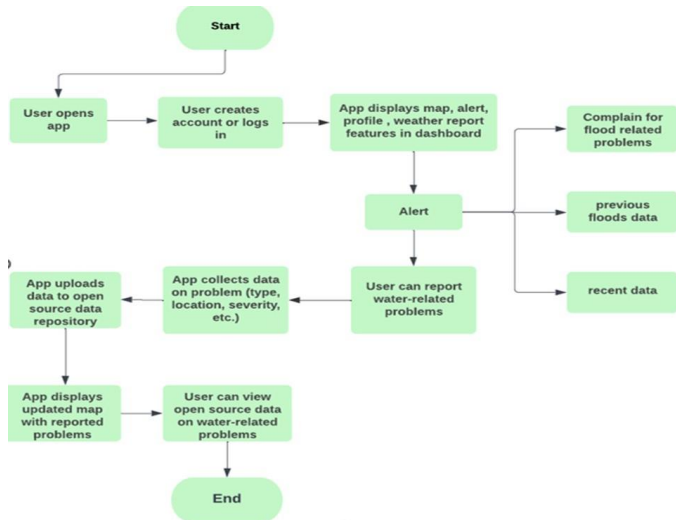 Start
User opens
app
User creates
account or logs
in
App displays map, alert,
profile , weather report
features in dashboard
Complain for
flood related
problems
Alert
previous
floods data
recent data
User can report
water-related
problems
App collects data
on problem (type,
location, severity,
etc.)
App uploads
data to open
source data
repository
App displays
updated map
with reported
problems
User can view
open source data
on water-related
problems
End